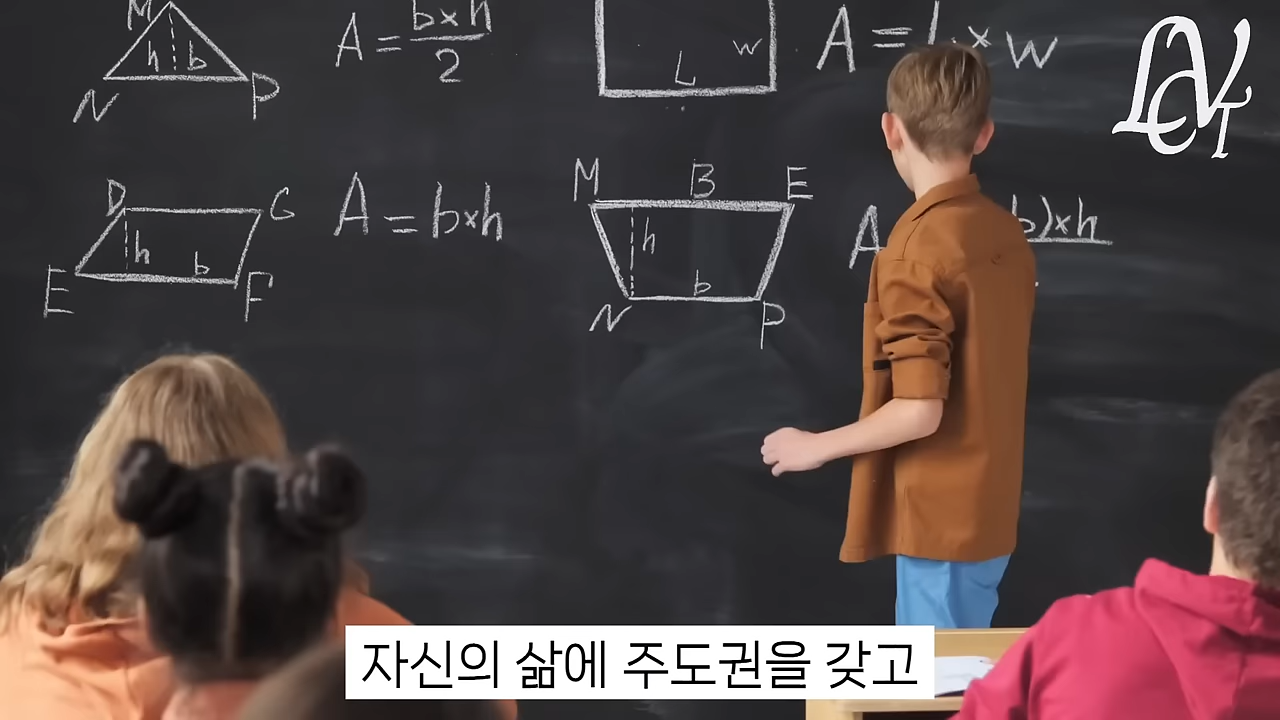 M
h b
N P
A = b×h
2
L w
A = L × w
D G
h b
E F
A = b×h
M B E
h
b
N P
A b)×h
자신의 삶에 주도권을 갖고